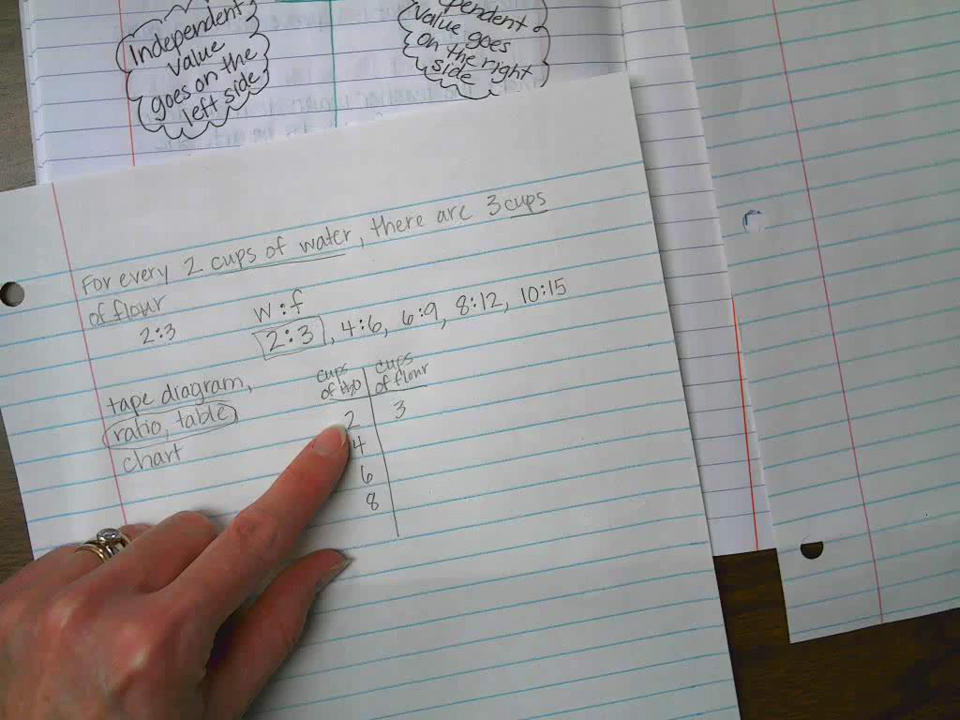 Independent
value
goes on the
left side
pendent
value goes
on the right
side
For every 2 cups of water, there are 3 cups
of flour
2:3
W:f
2:3, 4:6, 6:9, 8:12, 10:15
tape diagram,
ratio, table
chart
cups
of H2O
cups
of flour
2 3
4
6
8